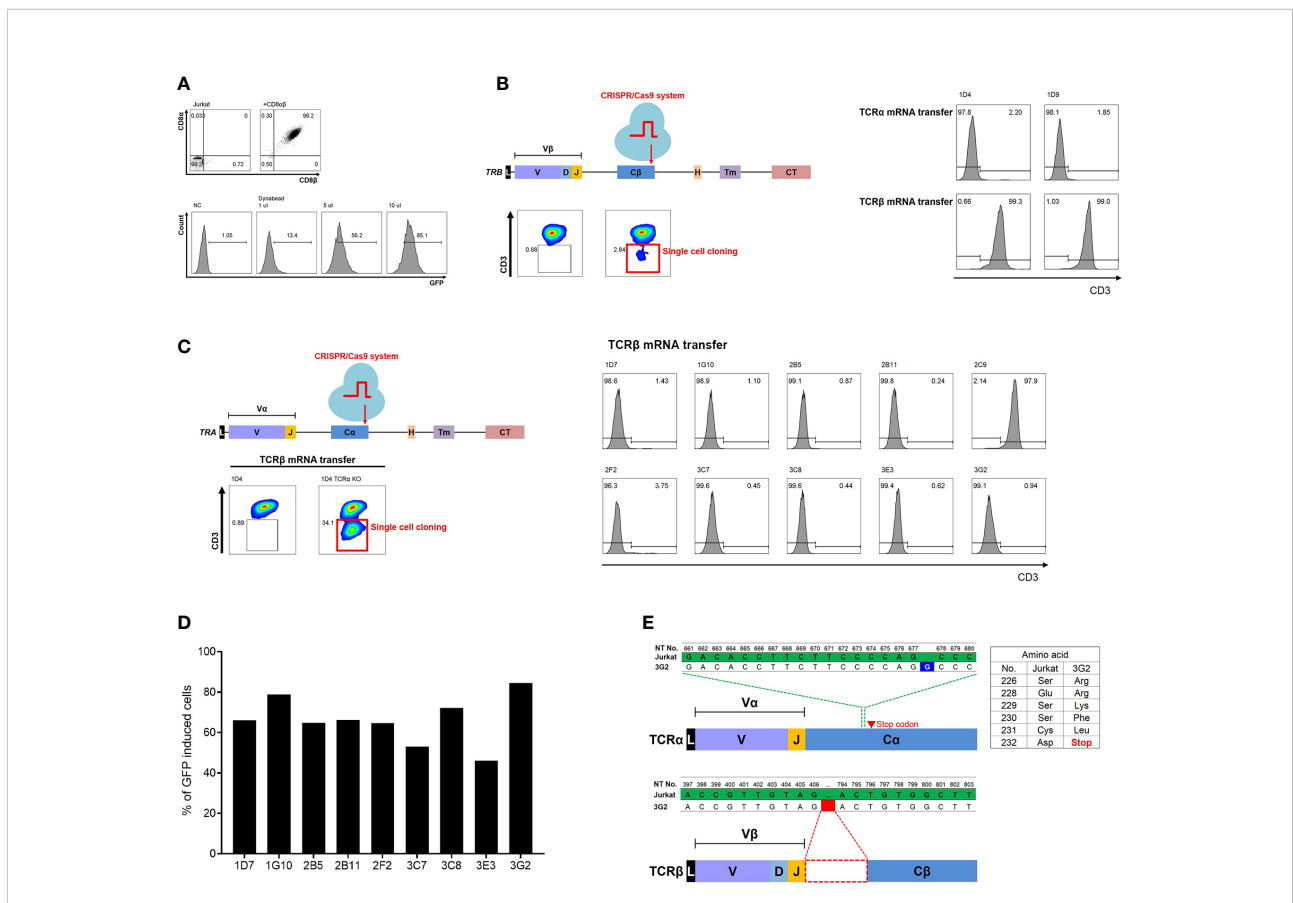 A
Jurkat
+CD8αβ
0.033
0
0.30
99.2
99.2
0.72
0.50
0
CD8α
CD8β
NC
Dynabead
1 ul
5 ul
10 ul
1.05
13.4
56.2
85.1
Count
GFP
B
CRISPR/Cas9 system
Vβ
TRB
L
V
D
J
Cβ
H
Tm
CT
0.88
2.84
Single cell cloning
CD3
1D4
1D9
TCRα mRNA transfer
97.8
2.20
98.1
1.85
TCRβ mRNA transfer
0.66
99.3
1.03
99.0
CD3
C
CRISPR/Cas9 system
Vα
TRA
L
V
J
Cα
H
Tm
CT
TCRβ mRNA transfer
1D4
1D4 TCRα KO
0.89
34.1
Single cell cloning
CD3
TCRβ mRNA transfer
1D7
1G10
2B5
2B11
2C9
98.6
1.43
98.9
1.10
99.1
0.87
99.8
0.24
2.14
97.9
2F2
3C7
3C8
3E3
3G2
96.3
3.75
99.6
0.45
99.6
0.44
99.4
0.62
99.1
0.94
CD3
D
% of GFP induced cells
100
80
60
40
20
0
1D7
1G10
2B5
2B11
2F2
3C7
3C8
3E3
3G2
E
NT No. 661 662 663 664 665 666 667 668 669 670 671 672 673 674 675 676 677 678 679 680
Jurkat G A C A C C T T C T T C C C C A G C C C
3G2 G A C A C C T T C T T C C C C A G G C C C
Vα
Stop codon
TCRα
L
V
J
Cα
Amino acid
No. Jurkat 3G2
226 Ser Arg
228 Glu Arg
229 Ser Lys
230 Ser Phe
231 Cys Leu
232 Asp Stop
NT No. 397 398 399 400 401 402 403 404 405 406 ... 794 795 796 797 798 799 800 801 802 803
Jurkat A C C G T T G T A G ... A C T G T G G C T T
3G2 A C C G T T G T A G A C T G T G G C T T
Vβ
TCRβ
L
V
D
J
Cβ